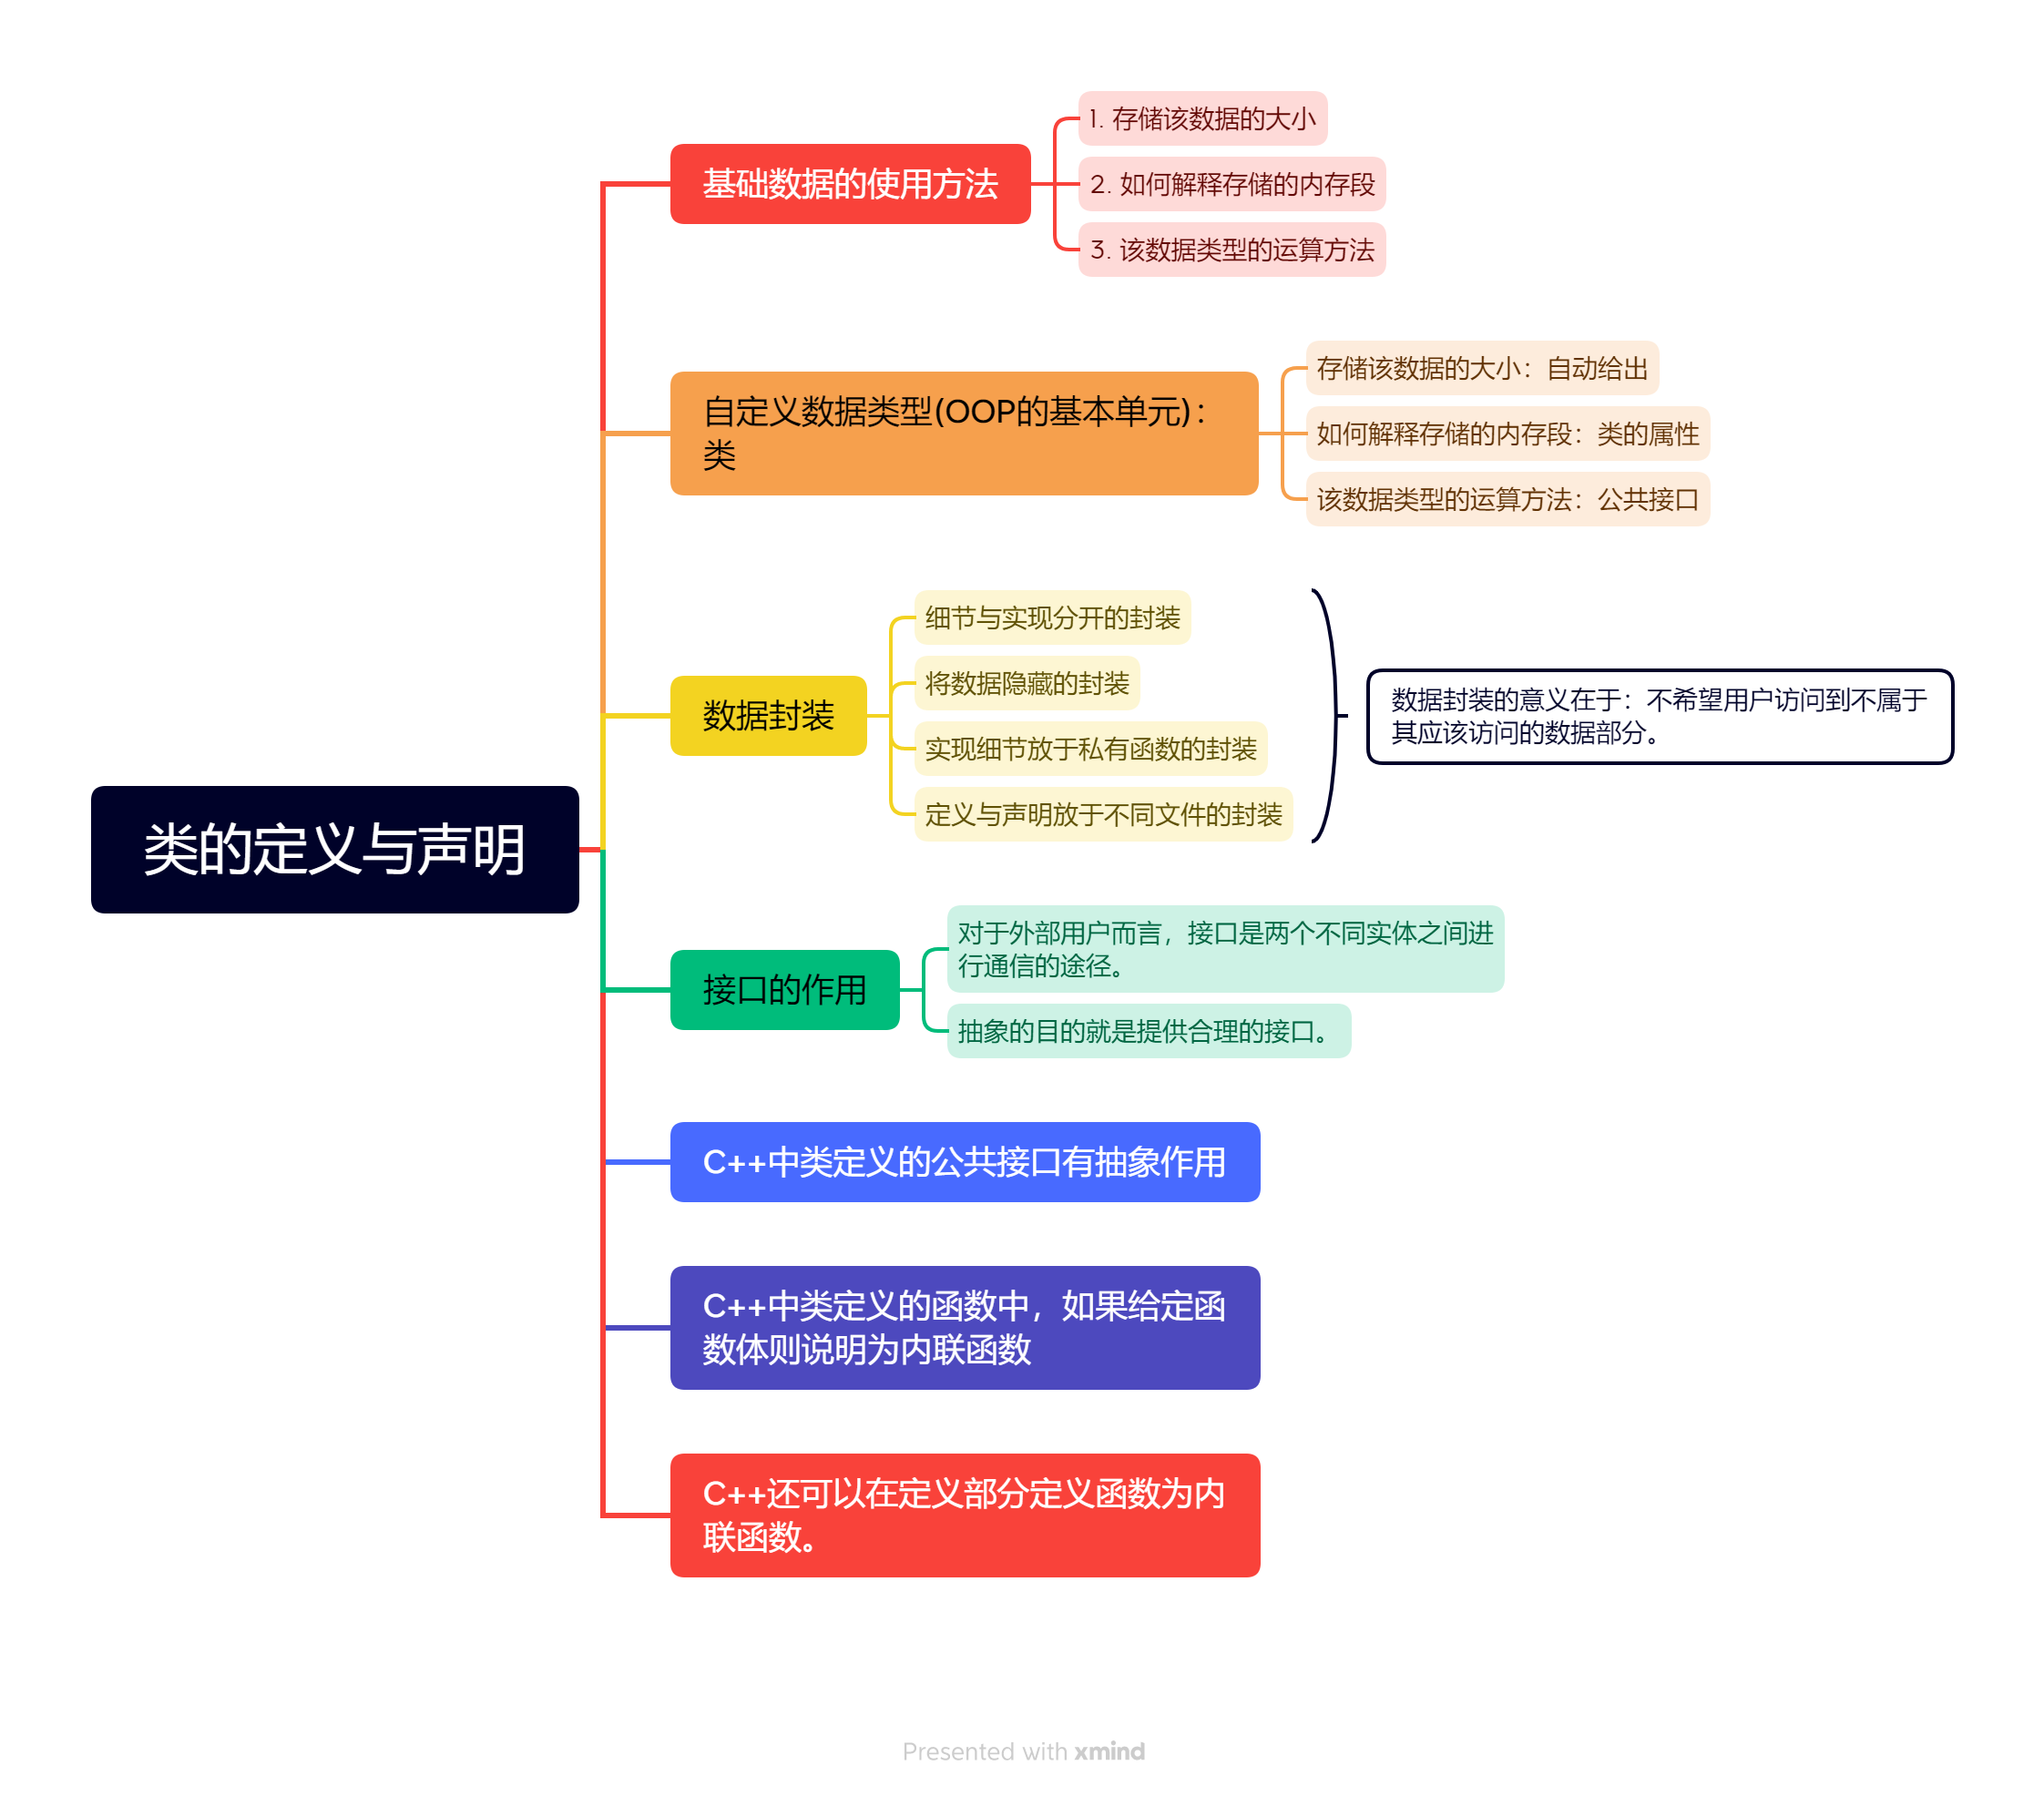 类的定义与声明
基础数据的使用方法
1. 存储该数据的大小
2. 如何解释存储的内存段
3. 该数据类型的运算方法
自定义数据类型(OOP的基本单元)：
类
存储该数据的大小：自动给出
如何解释存储的内存段：类的属性
该数据类型的运算方法：公共接口
数据封装
细节与实现分开的封装
将数据隐藏的封装
实现细节放于私有函数的封装
定义与声明放于不同文件的封装
数据封装的意义在于：不希望用户访问到不属于
其应该访问的数据部分。
接口的作用
对于外部用户而言，接口是两个不同实体之间进
行通信的途径。
抽象的目的就是提供合理的接口。
C++中类定义的公共接口有抽象作用
C++中类定义的函数中，如果给定函
数体则说明为内联函数
C++还可以在定义部分定义函数为内
联函数。
Presented with xmind